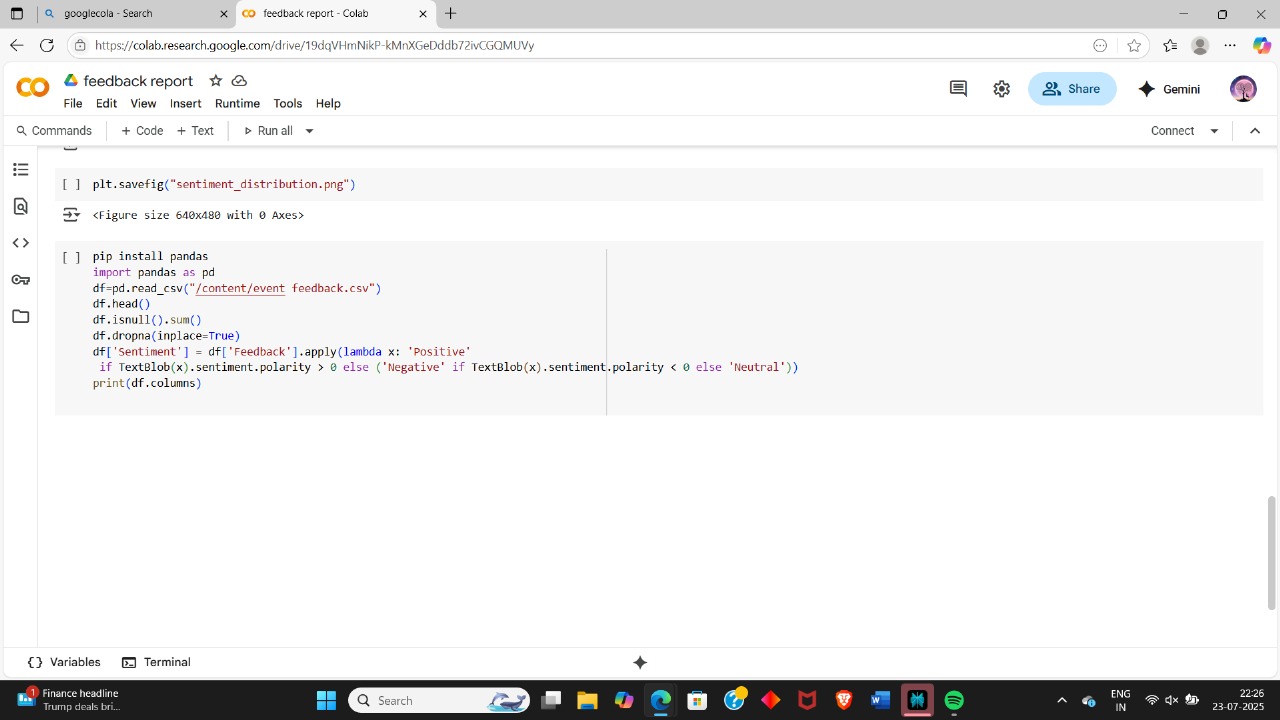 googlecola - Search
feedback report - Colab
https://colab.research.google.com/drive/19dqVHmNikP-kMnXGeDddb72ivCGQMUVy
feedback report
File Edit View Insert Runtime Tools Help
Share
Gemini
Commands + Code + Text Run all
Connect
[ ] plt.savefig("sentiment_distribution.png")
<Figure size 640x480 with 0 Axes>
[ ] pip install pandas
import pandas as pd
df=pd.read_csv("/content/event feedback.csv")
df.head()
df.isnull().sum()
df.dropna(inplace=True)
df['Sentiment'] = df['Feedback'].apply(lambda x: 'Positive'
if TextBlob(x).sentiment.polarity > 0 else ('Negative' if TextBlob(x).sentiment.polarity < 0 else 'Neutral'))
print(df.columns)
{} Variables Terminal
1
Finance headline
Trump deals bri...
Search
ENG
IN
22:26
23-07-2025